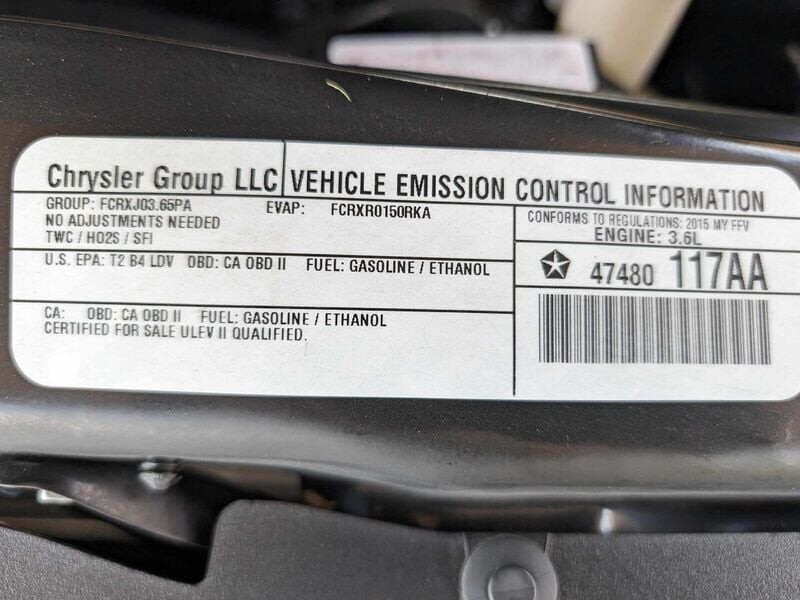 Chrysler Group LLC VEHICLE EMISSION CONTROL INFORMATION
GROUP: FCRXJ03.65PA EVAP: FCRXR0150RKA
NO ADJUSTMENTS NEEDED
TWC / HO2S / SFI
CONFORMS TO REGULATIONS: 2015 MY FFV
ENGINE: 3.6L
U.S. EPA: T2 B4 LDV OBD: CA OBD II FUEL: GASOLINE / ETHANOL
47480 117AA
CA: OBD: CA OBD II FUEL: GASOLINE / ETHANOL
CERTIFIED FOR SALE ULEV II QUALIFIED.